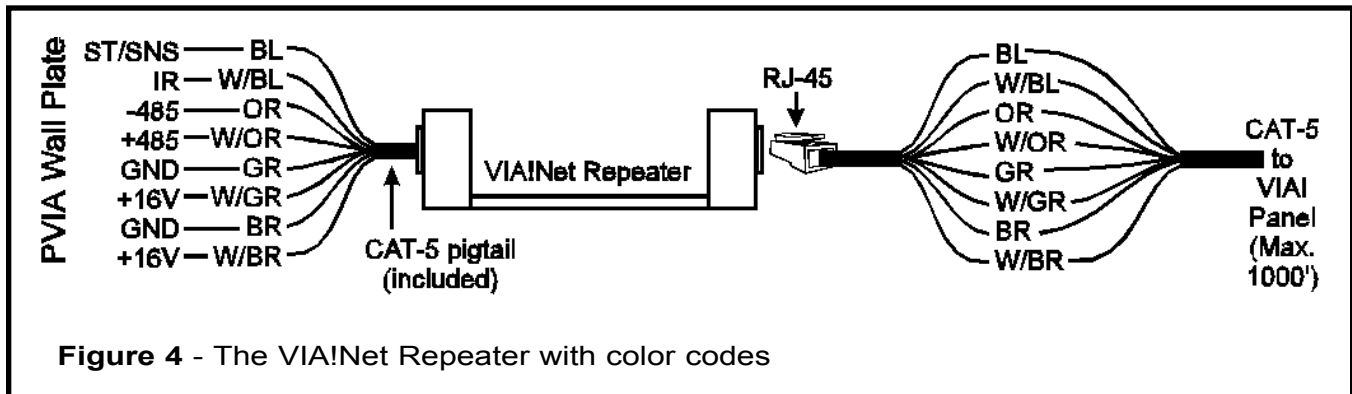 PVIA Wall Plate
ST/SNS BL
IR W/BL
-485 OR
+485 W/OR
GND GR
+16V W/GR
GND BR
+16V W/BR
CAT-5 pigtail
(included)
VIA!Net Repeater
RJ-45
BL
W/BL
OR
W/OR
GR
W/GR
BR
W/BR
CAT-5
to
VIA!
Panel
(Max.
1000')
Figure 4 - The VIA!Net Repeater with color codes